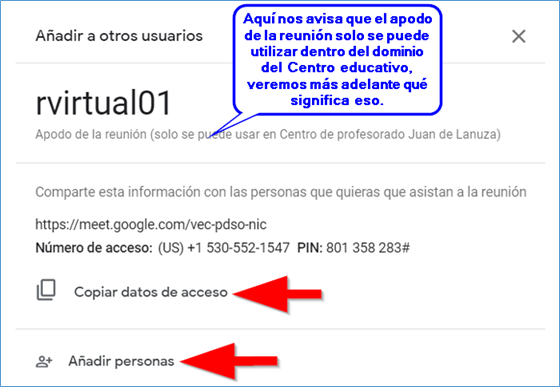 Añadir a otros usuarios
Aquí nos avisa que el apodo
de la reunión solo se puede
utilizar dentro del dominio
del Centro educativo,
veremos más adelante qué
significa eso.
rvirtual01
Apodo de la reunión (solo se puede usar en Centro de profesorado Juan de Lanuza)
Comparte esta información con las personas que quieras que asistan a la reunión
https://meet.google.com/vec-pdso-nic
Número de acceso: (US) +1 530-552-1547 PIN: 801 358 283#
Copiar datos de acceso
Añadir personas